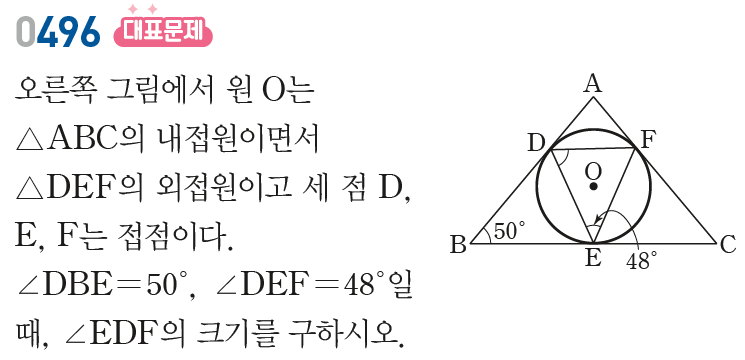 0496 대표문제
오른쪽 그림에서 원 O는
△ABC의 내접원이면서
△DEF의 외접원이고 세 점 D,
E, F는 접점이다.
∠DBE=50°, ∠DEF=48°일
때, ∠EDF의 크기를 구하시오.
A
D F
O
B 50° E 48° C